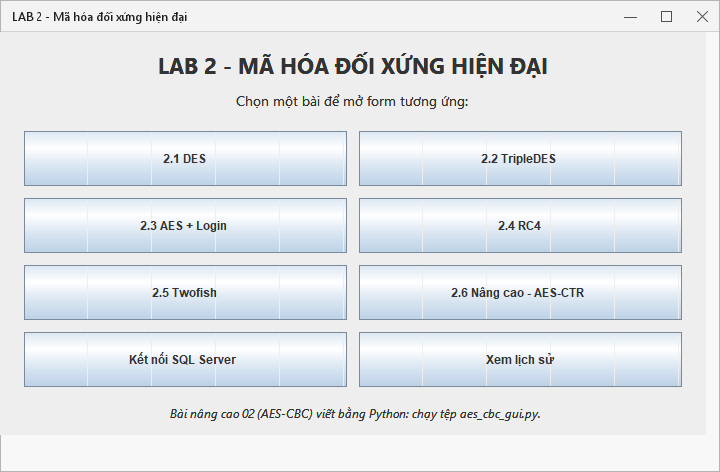 LAB 2 - Mã hóa đối xứng hiện đại
LAB 2 - MÃ HÓA ĐỐI XỨNG HIỆN ĐẠI
Chọn một bài để mở form tương ứng:
2.1 DES
2.2 TripleDES
2.3 AES + Login
2.4 RC4
2.5 Twofish
2.6 Nâng cao - AES-CTR
Kết nối SQL Server
Xem lịch sử
Bài nâng cao 02 (AES-CBC) viết bằng Python: chạy tệp aes_cbc_gui.py.